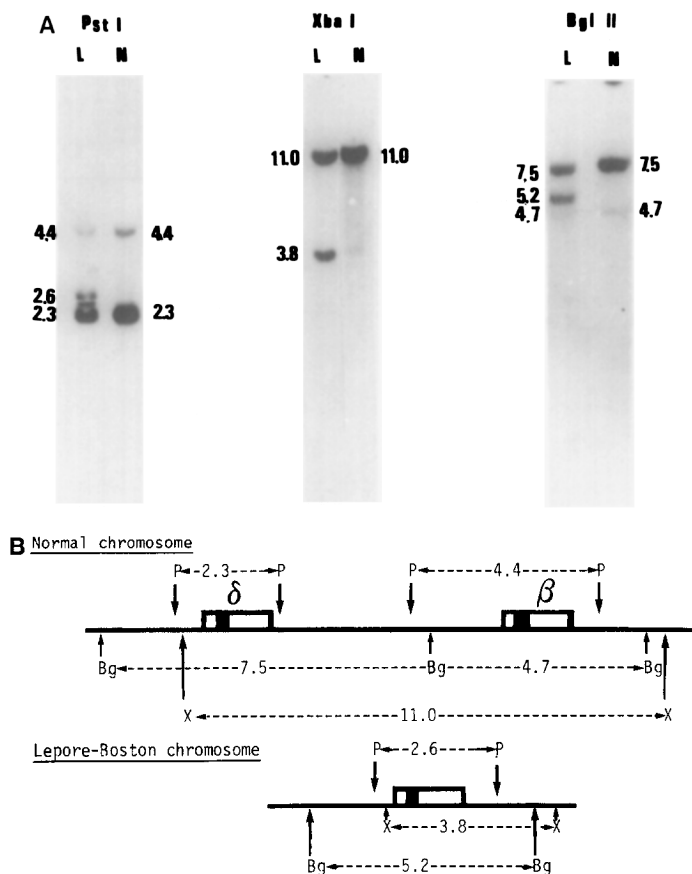 A
Pst I
L N
4.4 4.4
2.6
2.3 2.3
Xba I
L N
11.0 11.0
3.8
Bgl II
L N
7.5 7.5
5.2
4.7 4.7
B Normal chromosome
P 2.3 P P 4.4 P
δ β
Bg 7.5 Bg 4.7 Bg
X 11.0 X
Lepore-Boston chromosome
P 2.6 P
X 3.8 X
Bg 5.2 Bg